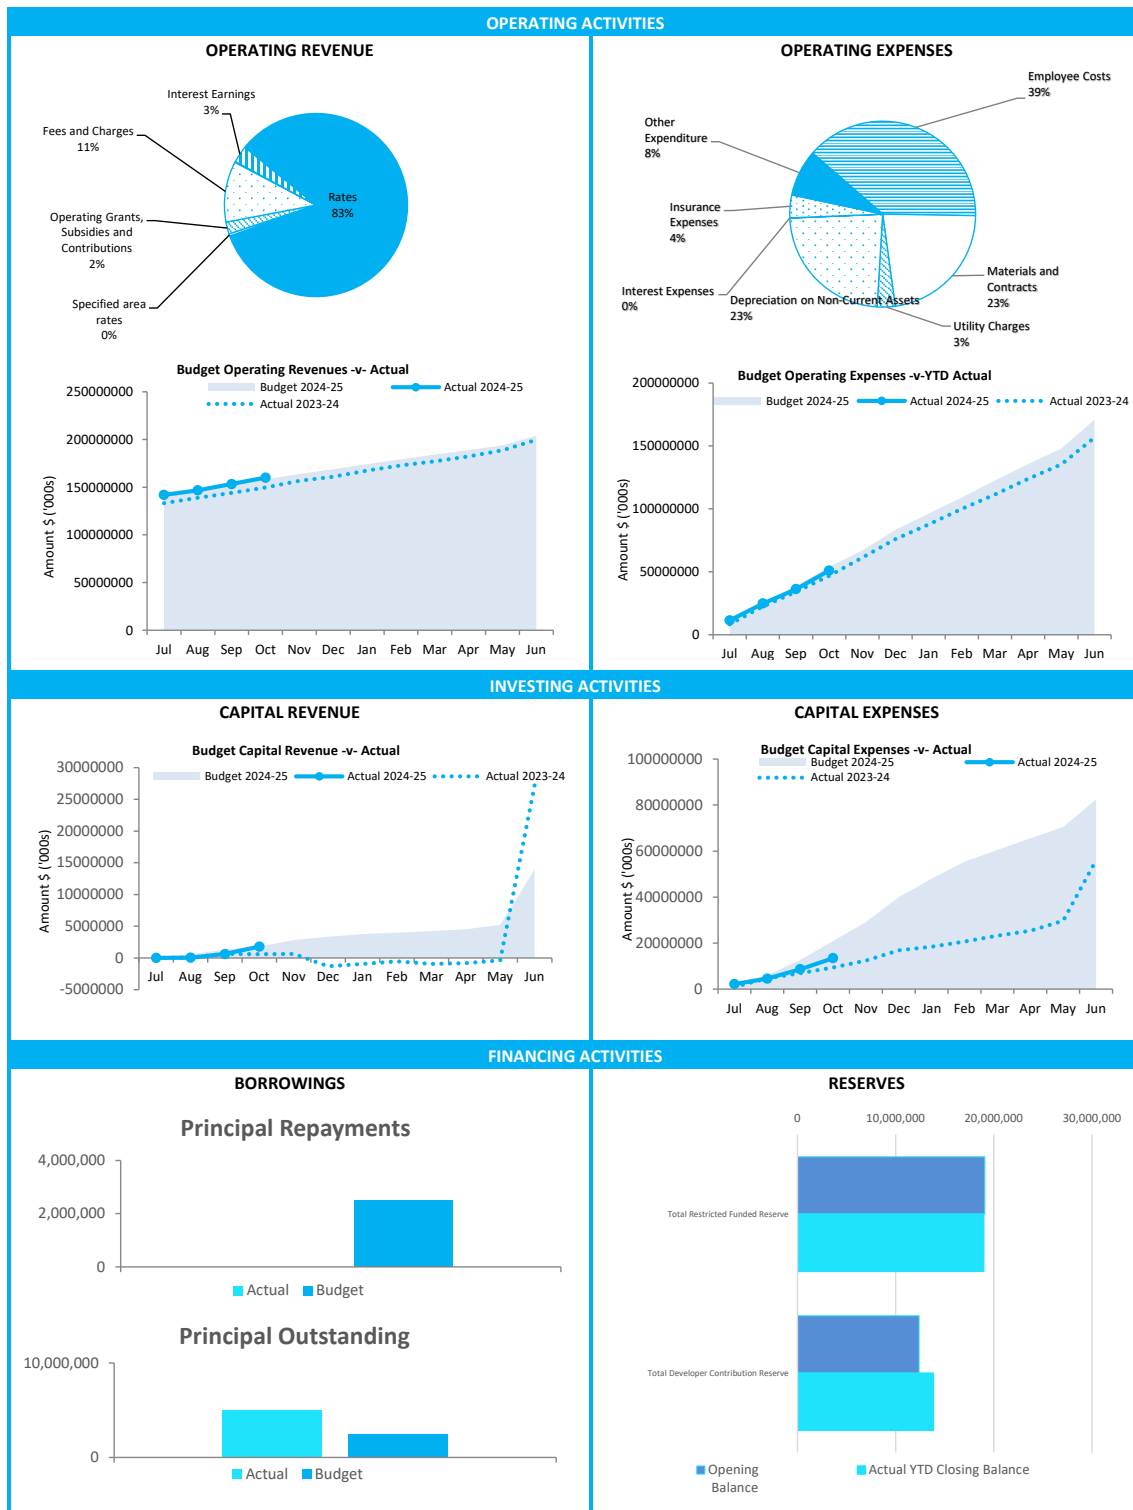 OPERATING ACTIVITIES
OPERATING REVENUE
Interest Earnings
3%
Fees and Charges
11%
Rates
83%
Operating Grants,
Subsidies and
Contributions
2%
Specified area
rates
0%
Budget Operating Revenues -v- Actual
Budget 2024-25
Actual 2024-25
Actual 2023-24
Amount $ ('000s)
250000000
200000000
150000000
100000000
50000000
0
Jul Aug Sep Oct Nov Dec Jan Feb Mar Apr May Jun
OPERATING EXPENSES
Employee Costs
39%
Other
Expenditure
8%
Insurance
Expenses
4%
Interest Expenses
0%
Depreciation on Non-Current Assets
23%
Materials and
Contracts
23%
Utility Charges
3%
Budget Operating Expenses -v-YTD Actual
Budget 2024-25
Actual 2024-25
Actual 2023-24
Amount $ ('000s)
200000000
150000000
100000000
50000000
0
Jul Aug Sep Oct Nov Dec Jan Feb Mar Apr May Jun
INVESTING ACTIVITIES
CAPITAL REVENUE
Budget Capital Revenue -v- Actual
Budget 2024-25
Actual 2024-25
Actual 2023-24
Amount $ ('000s)
30000000
25000000
20000000
15000000
10000000
5000000
0
-5000000
Jul Aug Sep Oct Nov Dec Jan Feb Mar Apr May Jun
CAPITAL EXPENSES
Budget Capital Expenses -v- Actual
Budget 2024-25
Actual 2024-25
Actual 2023-24
Amount $ ('000s)
100000000
80000000
60000000
40000000
20000000
0
Jul Aug Sep Oct Nov Dec Jan Feb Mar Apr May Jun
FINANCING ACTIVITIES
BORROWINGS
Principal Repayments
4,000,000
2,000,000
0
Actual
Budget
Principal Outstanding
10,000,000
0
Actual
Budget
RESERVES
0 10,000,000 20,000,000 30,000,000
Total Restricted Funded Reserve
Total Developer Contribution Reserve
Opening
Balance
Actual YTD Closing Balance